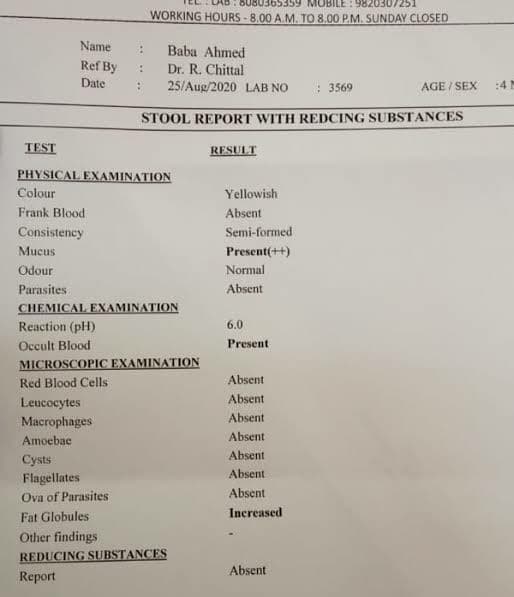 TEL. : LAB : 8080365359 MOBILE : 9820307251
WORKING HOURS - 8.00 A.M. TO 8.00 P.M. SUNDAY CLOSED
Name : Baba Ahmed
Ref By : Dr. R. Chittal
Date : 25/Aug/2020 LAB NO : 3569 AGE / SEX :4
STOOL REPORT WITH REDCING SUBSTANCES
TEST RESULT
PHYSICAL EXAMINATION
Colour Yellowish
Frank Blood Absent
Consistency Semi-formed
Mucus Present(++)
Odour Normal
Parasites Absent
CHEMICAL EXAMINATION
Reaction (pH) 6.0
Occult Blood Present
MICROSCOPIC EXAMINATION
Red Blood Cells Absent
Leucocytes Absent
Macrophages Absent
Amoebae Absent
Cysts Absent
Flagellates Absent
Ova of Parasites Absent
Fat Globules Increased
Other findings -
REDUCING SUBSTANCES
Report Absent